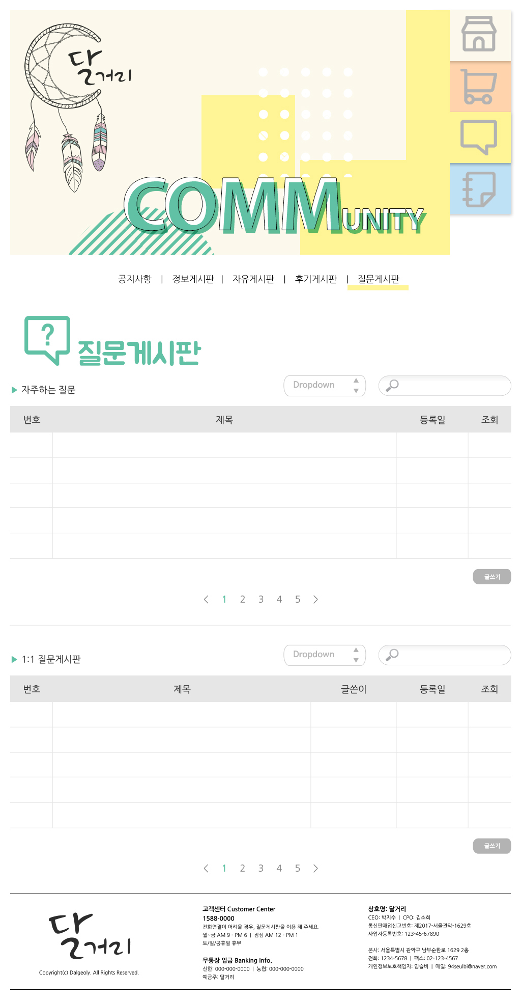 달거리
COMMUNITY
공지사항 | 정보게시판 | 자유게시판 | 후기게시판 | 질문게시판
? 질문게시판
▶ 자주하는 질문
Dropdown
번호 제목 등록일 조회
글쓰기
< 1 2 3 4 5 >
▶ 1:1 질문게시판
Dropdown
번호 제목 글쓴이 등록일 조회
글쓰기
< 1 2 3 4 5 >
달거리
Copyright(c) Dalgeoly. All Rights Reserved.
고객센터 Customer Center
1588-0000
전화연결이 어려울 경우, 질문게시판을 이용 해 주세요.
월~금 AM 9 - PM 6 | 점심 AM 12 - PM 1
토/일/공휴일 휴무
무통장 입금 Banking Info.
신한: 000-000-0000 | 농협: 000-000-0000
예금주: 달거리
상호명: 달거리
CEO: 박지수 | CPO: 김소희
통신판매업신고번호: 제2017-서울관악-1629호
사업자등록번호: 123-45-67890
본사: 서울특별시 관악구 남부순환로 1629 2층
전화: 1234-5678 | 팩스: 02-123-4567
개인정보보호책임자: 임슬비 | 메일: 94seulbi@naver.com